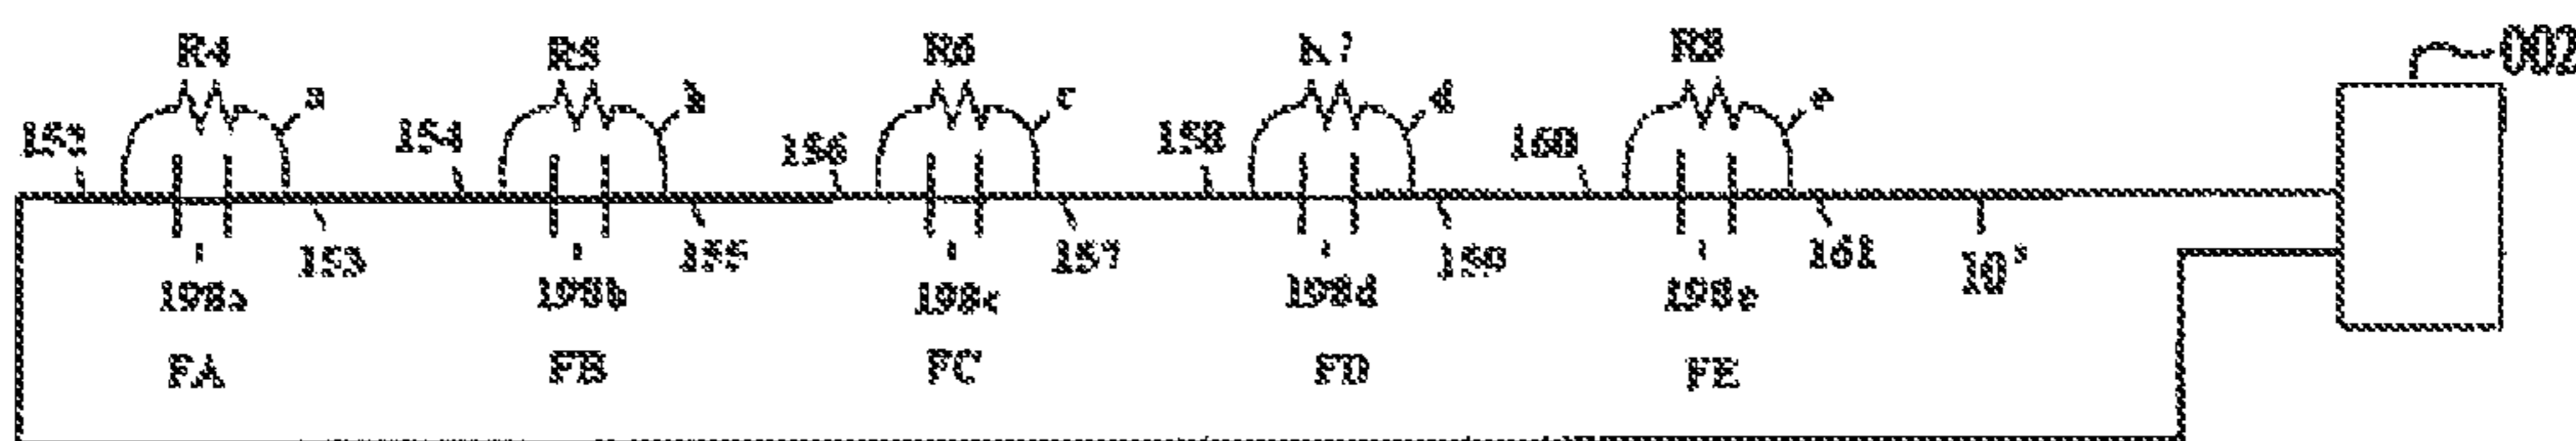 R4 R5 R6 R8 002
a b c d e
152 154 156 158 160
153 155 157 159 161 10'
198a 198b 198c 198d 198e
FA FB FC FD FE